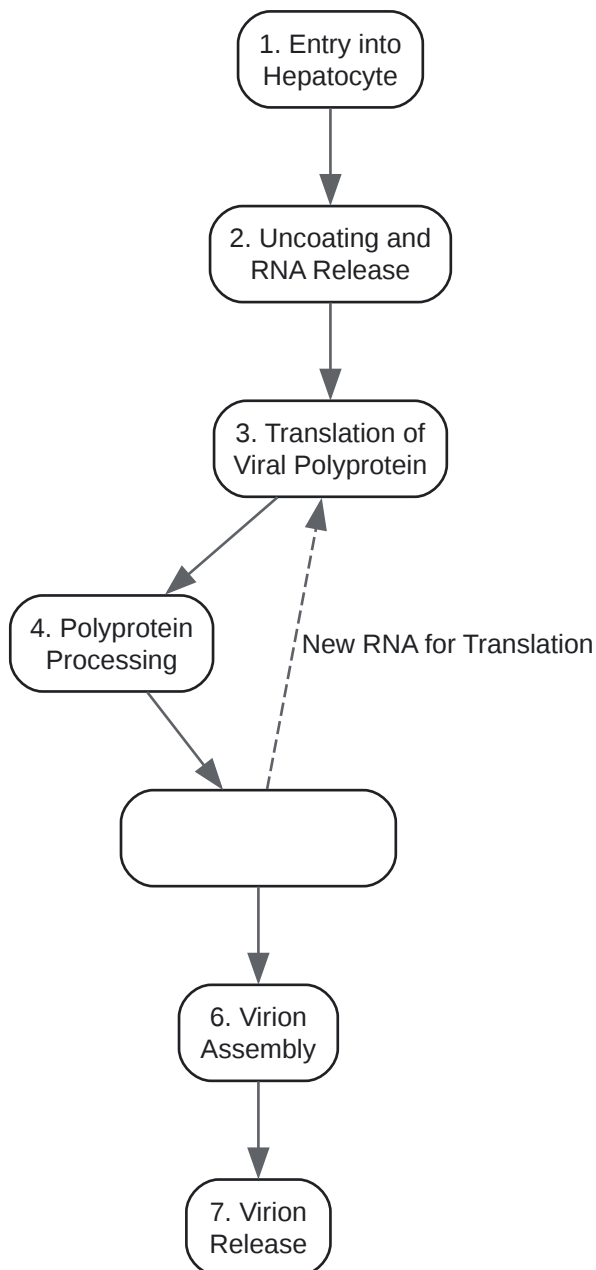 1. Entry into
Hepatocyte
2. Uncoating and
RNA Release
3. Translation of
Viral Polyprotein
4. Polyprotein
Processing
New RNA for Translation
6. Virion
Assembly
7. Virion
Release